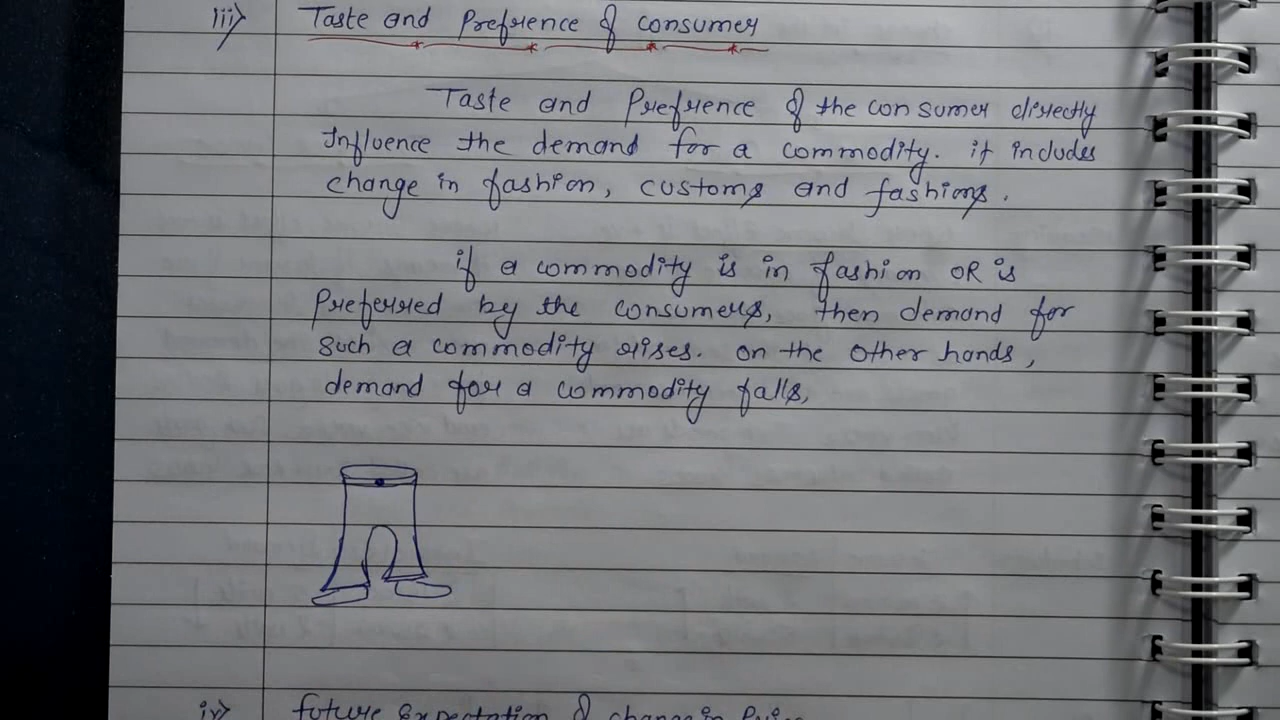 iii) Taste and Prefrence of consumer
Taste and Prefrence of the consumer directly
Influence the demand for a commodity. it includes
change in fashion, customs and fashions.
if a commodity is in fashion OR is
Preferred by the consumers, then demand for
such a commodity rises. on the other hands,
demand for a commodity falls,
iv) future Expectation of change in Price